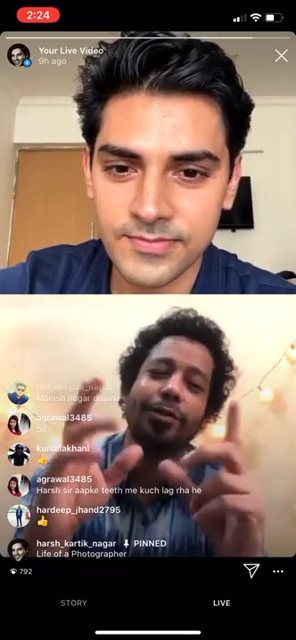 2:24
Your Live Video
9h ago
Manish nagar dujana
agrawal3485
Sir
kunalakhani
👍
agrawal3485
Harsh sir aapke teeth me kuch lag rha he
hardeep_jhand2795
👍
harsh_kartik_nagar PINNED
Life of a Photographer
792
STORY LIVE